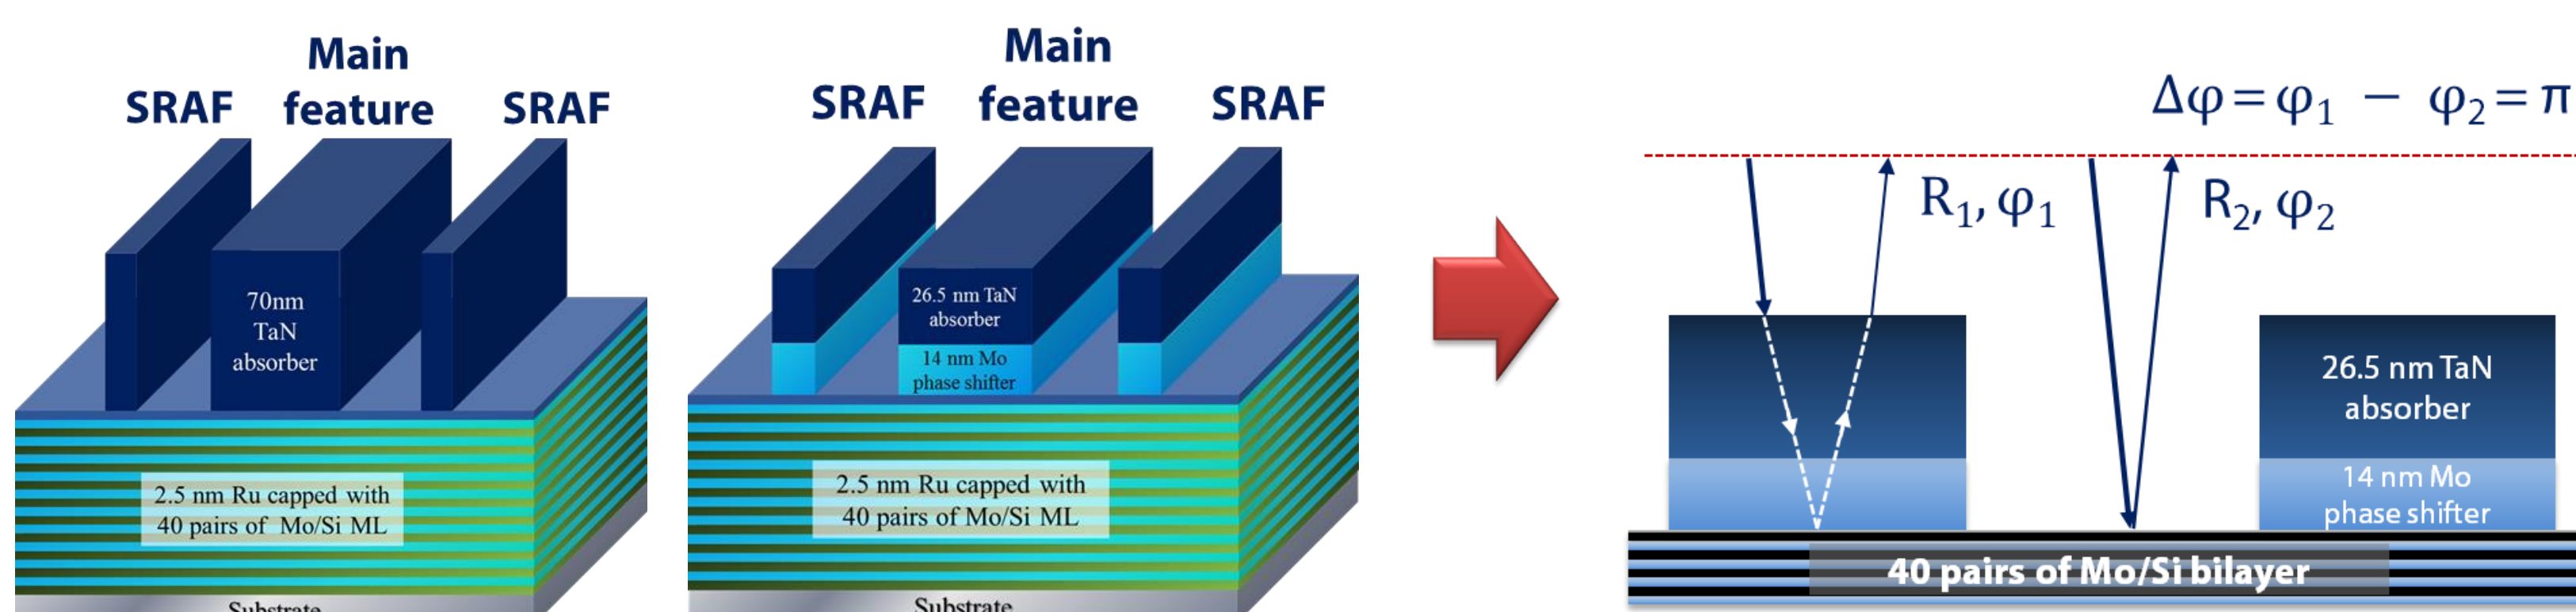 SRAF
Main
feature
SRAF
70nm
TaN
absorber
2.5 nm Ru capped with
40 pairs of  Mo/Si ML
Substrate
SRAF
Main
feature
SRAF
26.5 nm TaN
absorber
14 nm Mo
phase shifter
2.5 nm Ru capped with
40 pairs of Mo/Si ML
Substrate
Δφ = φ₁ − φ₂ = π
R₁, φ₁
R₂, φ₂
26.5 nm TaN
absorber
14 nm Mo
phase shifter
40 pairs of Mo/Si bilayer